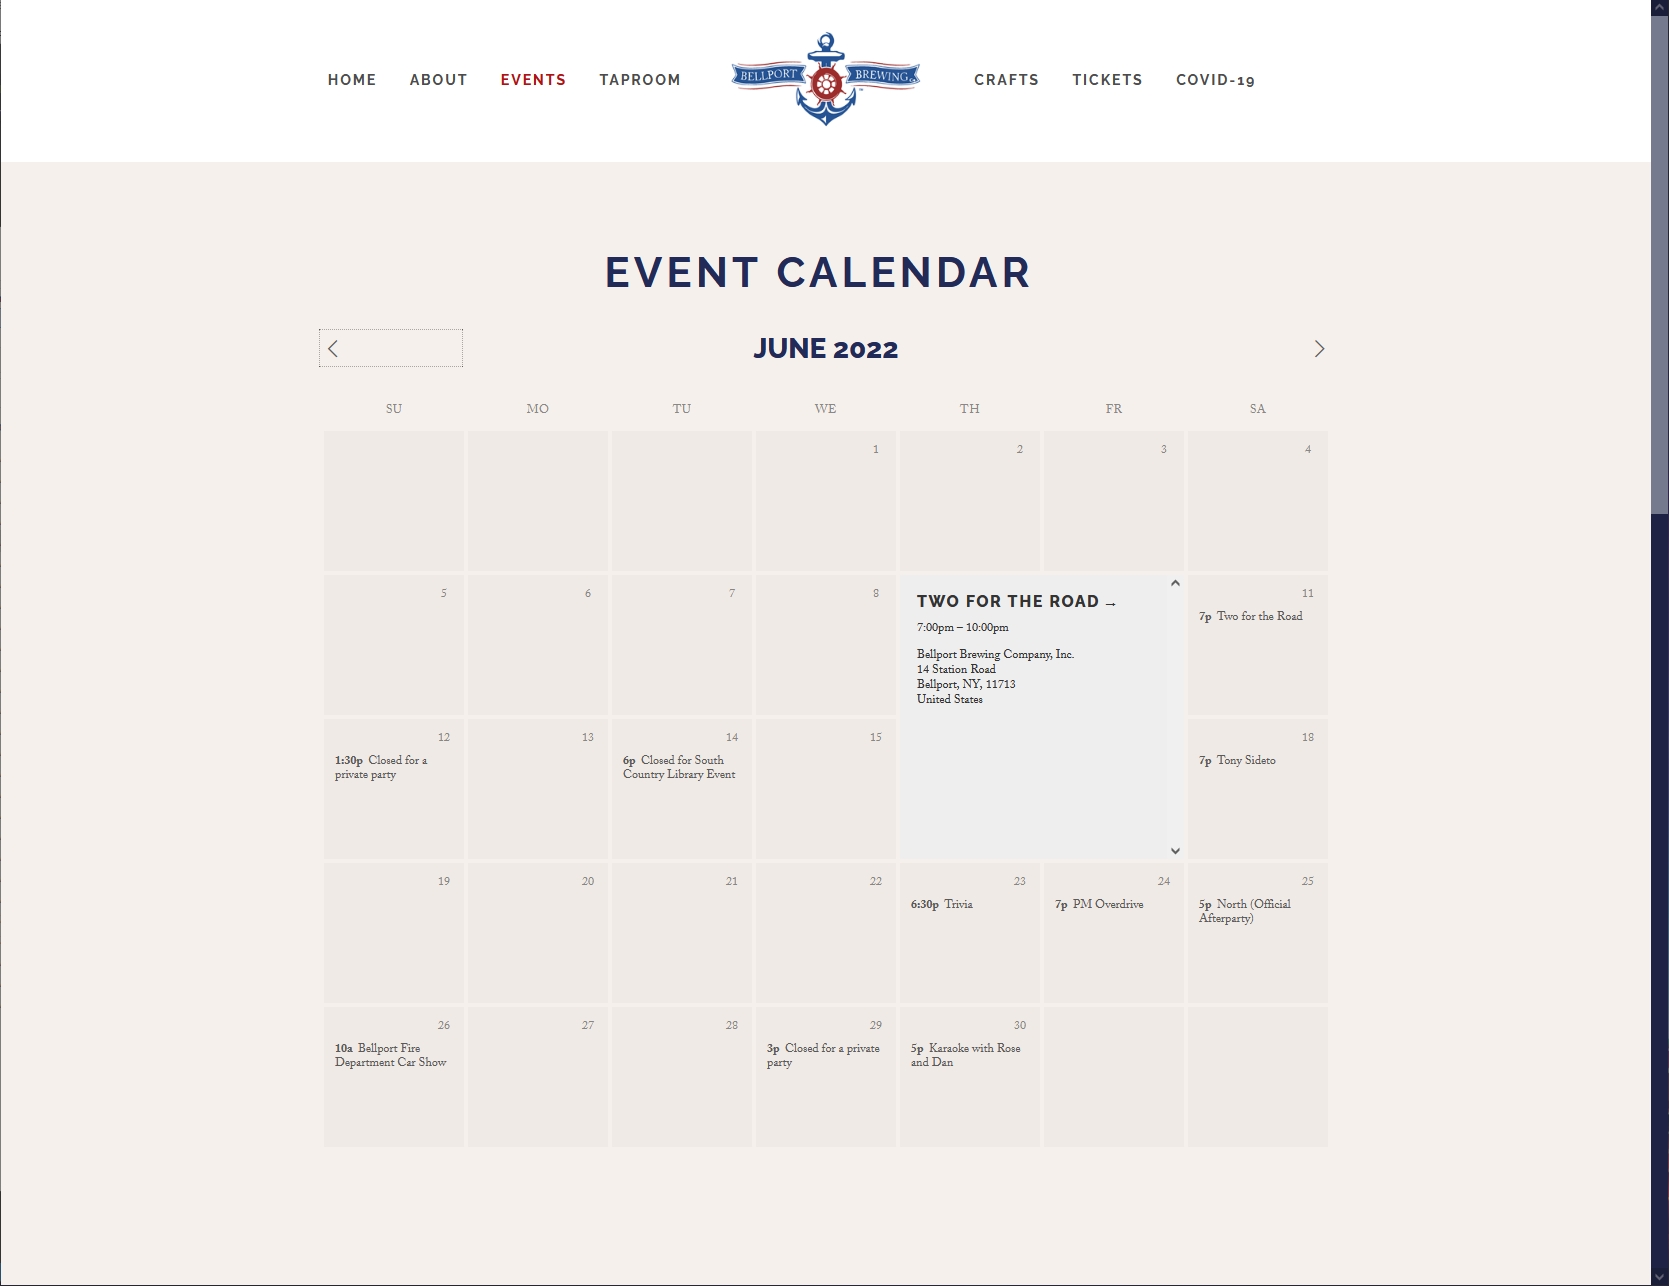 HOME ABOUT EVENTS TAPROOM BELLPORT BREWING CRAFTS TICKETS COVID-19
EVENT CALENDAR
JUNE 2022
SU MO TU WE TH FR SA
1 2 3 4
5 6 7 8
TWO FOR THE ROAD →
7:00pm – 10:00pm
Bellport Brewing Company, Inc.
14 Station Road
Bellport, NY, 11713
United States
11
7p Two for the Road
12
1:30p Closed for a
private party
13
14
6p Closed for South
Country Library Event
15
18
7p Tony Sideto
19 20 21 22
23
6:30p Trivia
24
7p PM Overdrive
25
5p North (Official
Afterparty)
26
10a Bellport Fire
Department Car Show
27
28
29
3p Closed for a private
party
30
5p Karaoke with Rose
and Dan